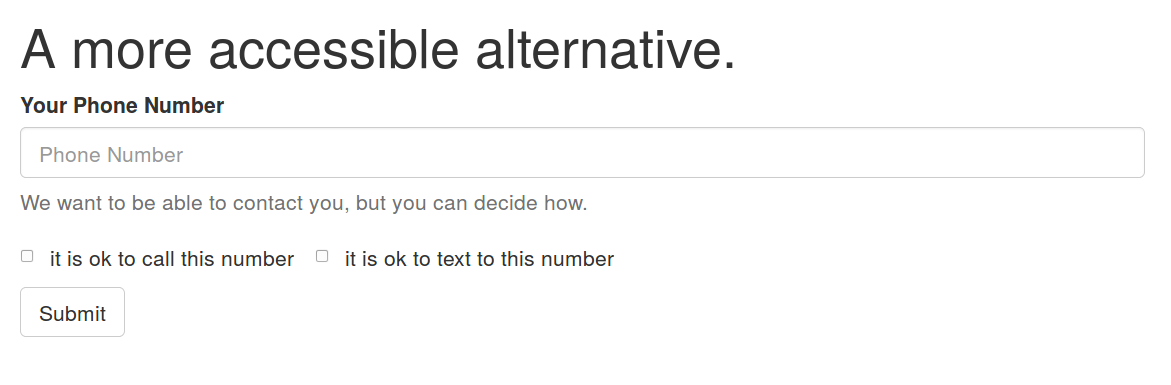 A more accessible alternative.
Your Phone Number
Phone Number
We want to be able to contact you, but you can decide how.
it is ok to call this number it is ok to text to this number
Submit